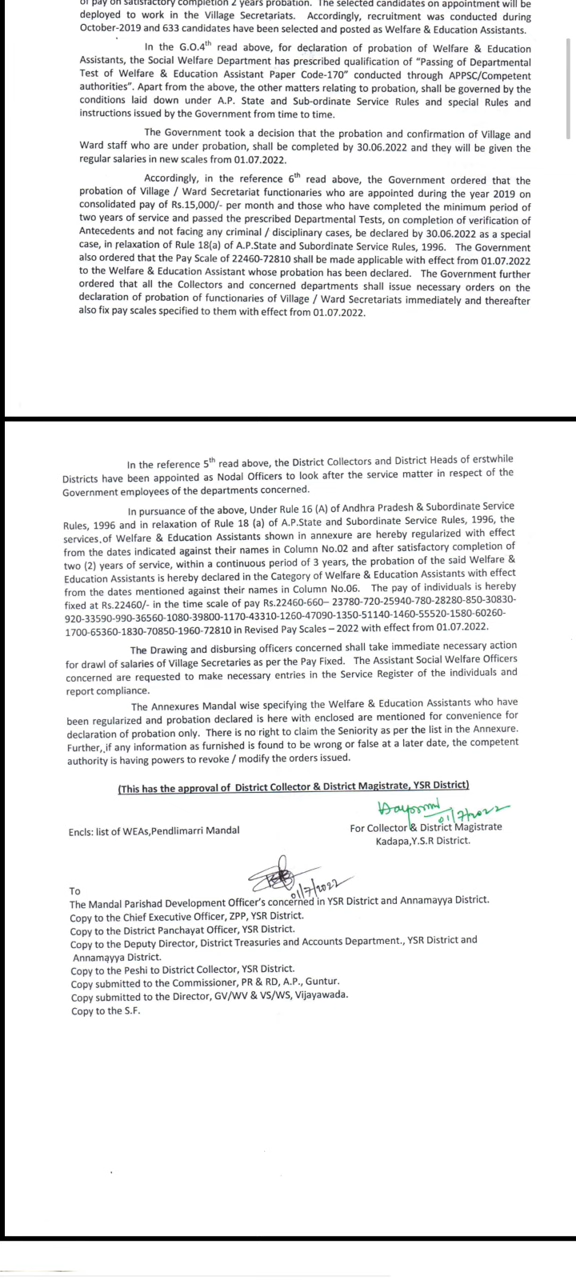 of pay on satisfactory completion 2 years probation. The selected candidates on appointment will be
deployed to work in the Village Secretariats. Accordingly, recruitment was conducted during
October-2019 and 633 candidates have been selected and posted as Welfare & Education Assistants.
In the G.O.4th read above, for declaration of probation of Welfare & Education
Assistants, the Social Welfare Department has prescribed qualification of "Passing of Departmental
Test of Welfare & Education Assistant Paper Code-170" conducted through APPSC/Competent
authorities". Apart from the above, the other matters relating to probation, shall be governed by the
conditions laid down under A.P. State and Sub-ordinate Service Rules and special Rules and
instructions issued by the Government from time to time.
The Government took a decision that the probation and confirmation of Village and
Ward staff who are under probation, shall be completed by 30.06.2022 and they will be given the
regular salaries in new scales from 01.07.2022.
Accordingly, in the reference 6th read above, the Government ordered that the
probation of Village / Ward Secretariat functionaries who are appointed during the year 2019 on
consolidated pay of Rs.15,000/- per month and those who have completed the minimum period of
two years of service and passed the prescribed Departmental Tests, on completion of verification of
Antecedents and not facing any criminal / disciplinary cases, be declared by 30.06.2022 as a special
case, in relaxation of Rule 18(a) of A.P.State and Subordinate Service Rules, 1996. The Government
also ordered that the Pay Scale of 22460-72810 shall be made applicable with effect from 01.07.2022
to the Welfare & Education Assistant whose probation has been declared. The Government further
ordered that all the Collectors and concerned departments shall issue necessary orders on the
declaration of probation of functionaries of Village / Ward Secretariats immediately and thereafter
also fix pay scales specified to them with effect from 01.07.2022.
In the reference 5th read above, the District Collectors and District Heads of erstwhile
Districts have been appointed as Nodal Officers to look after the service matter in respect of the
Government employees of the departments concerned.
In pursuance of the above, Under Rule 16 (A) of Andhra Pradesh & Subordinate Service
Rules, 1996 and in relaxation of Rule 18 (a) of A.P.State and Subordinate Service Rules, 1996, the
services of Welfare & Education Assistants shown in annexure are hereby regularized with effect
from the dates indicated against their names in Column No.02 and after satisfactory completion of
two (2) years of service, within a continuous period of 3 years, the probation of the said Welfare &
Education Assistants is hereby declared in the Category of Welfare & Education Assistants with effect
from the dates mentioned against their names in Column No.06. The pay of individuals is hereby
fixed at Rs.22460/- in the time scale of pay Rs.22460-660– 23780-720-25940-780-28280-850-30830-
920-33590-990-36560-1080-39800-1170-43310-1260-47090-1350-51140-1460-55520-1580-60260-
1700-65360-1830-70850-1960-72810 in Revised Pay Scales – 2022 with effect from 01.07.2022.
The Drawing and disbursing officers concerned shall take immediate necessary action
for drawl of salaries of Village Secretaries as per the Pay Fixed. The Assistant Social Welfare Officers
concerned are requested to make necessary entries in the Service Register of the individuals and
report compliance.
The Annexures Mandal wise specifying the Welfare & Education Assistants who have
been regularized and probation declared is here with enclosed are mentioned for convenience for
declaration of probation only. There is no right to claim the Seniority as per the list in the Annexure.
Further, if any information as furnished is found to be wrong or false at a later date, the competent
authority is having powers to revoke / modify the orders issued.
(This has the approval of District Collector & District Magistrate, YSR District)
01/7/2022
Encls: list of WEAs,Pendlimarri Mandal
For Collector & District Magistrate
Kadapa,Y.S.R District.
01/7/2022
To
The Mandal Parishad Development Officer's concerned in YSR District and Annamayya District.
Copy to the Chief Executive Officer, ZPP, YSR District.
Copy to the District Panchayat Officer, YSR District.
Copy to the Deputy Director, District Treasuries and Accounts Department., YSR District and
Annamayya District.
Copy to the Peshi to District Collector, YSR District.
Copy submitted to the Commissioner, PR & RD, A.P., Guntur.
Copy submitted to the Director, GV/WV & VS/WS, Vijayawada.
Copy to the S.F.